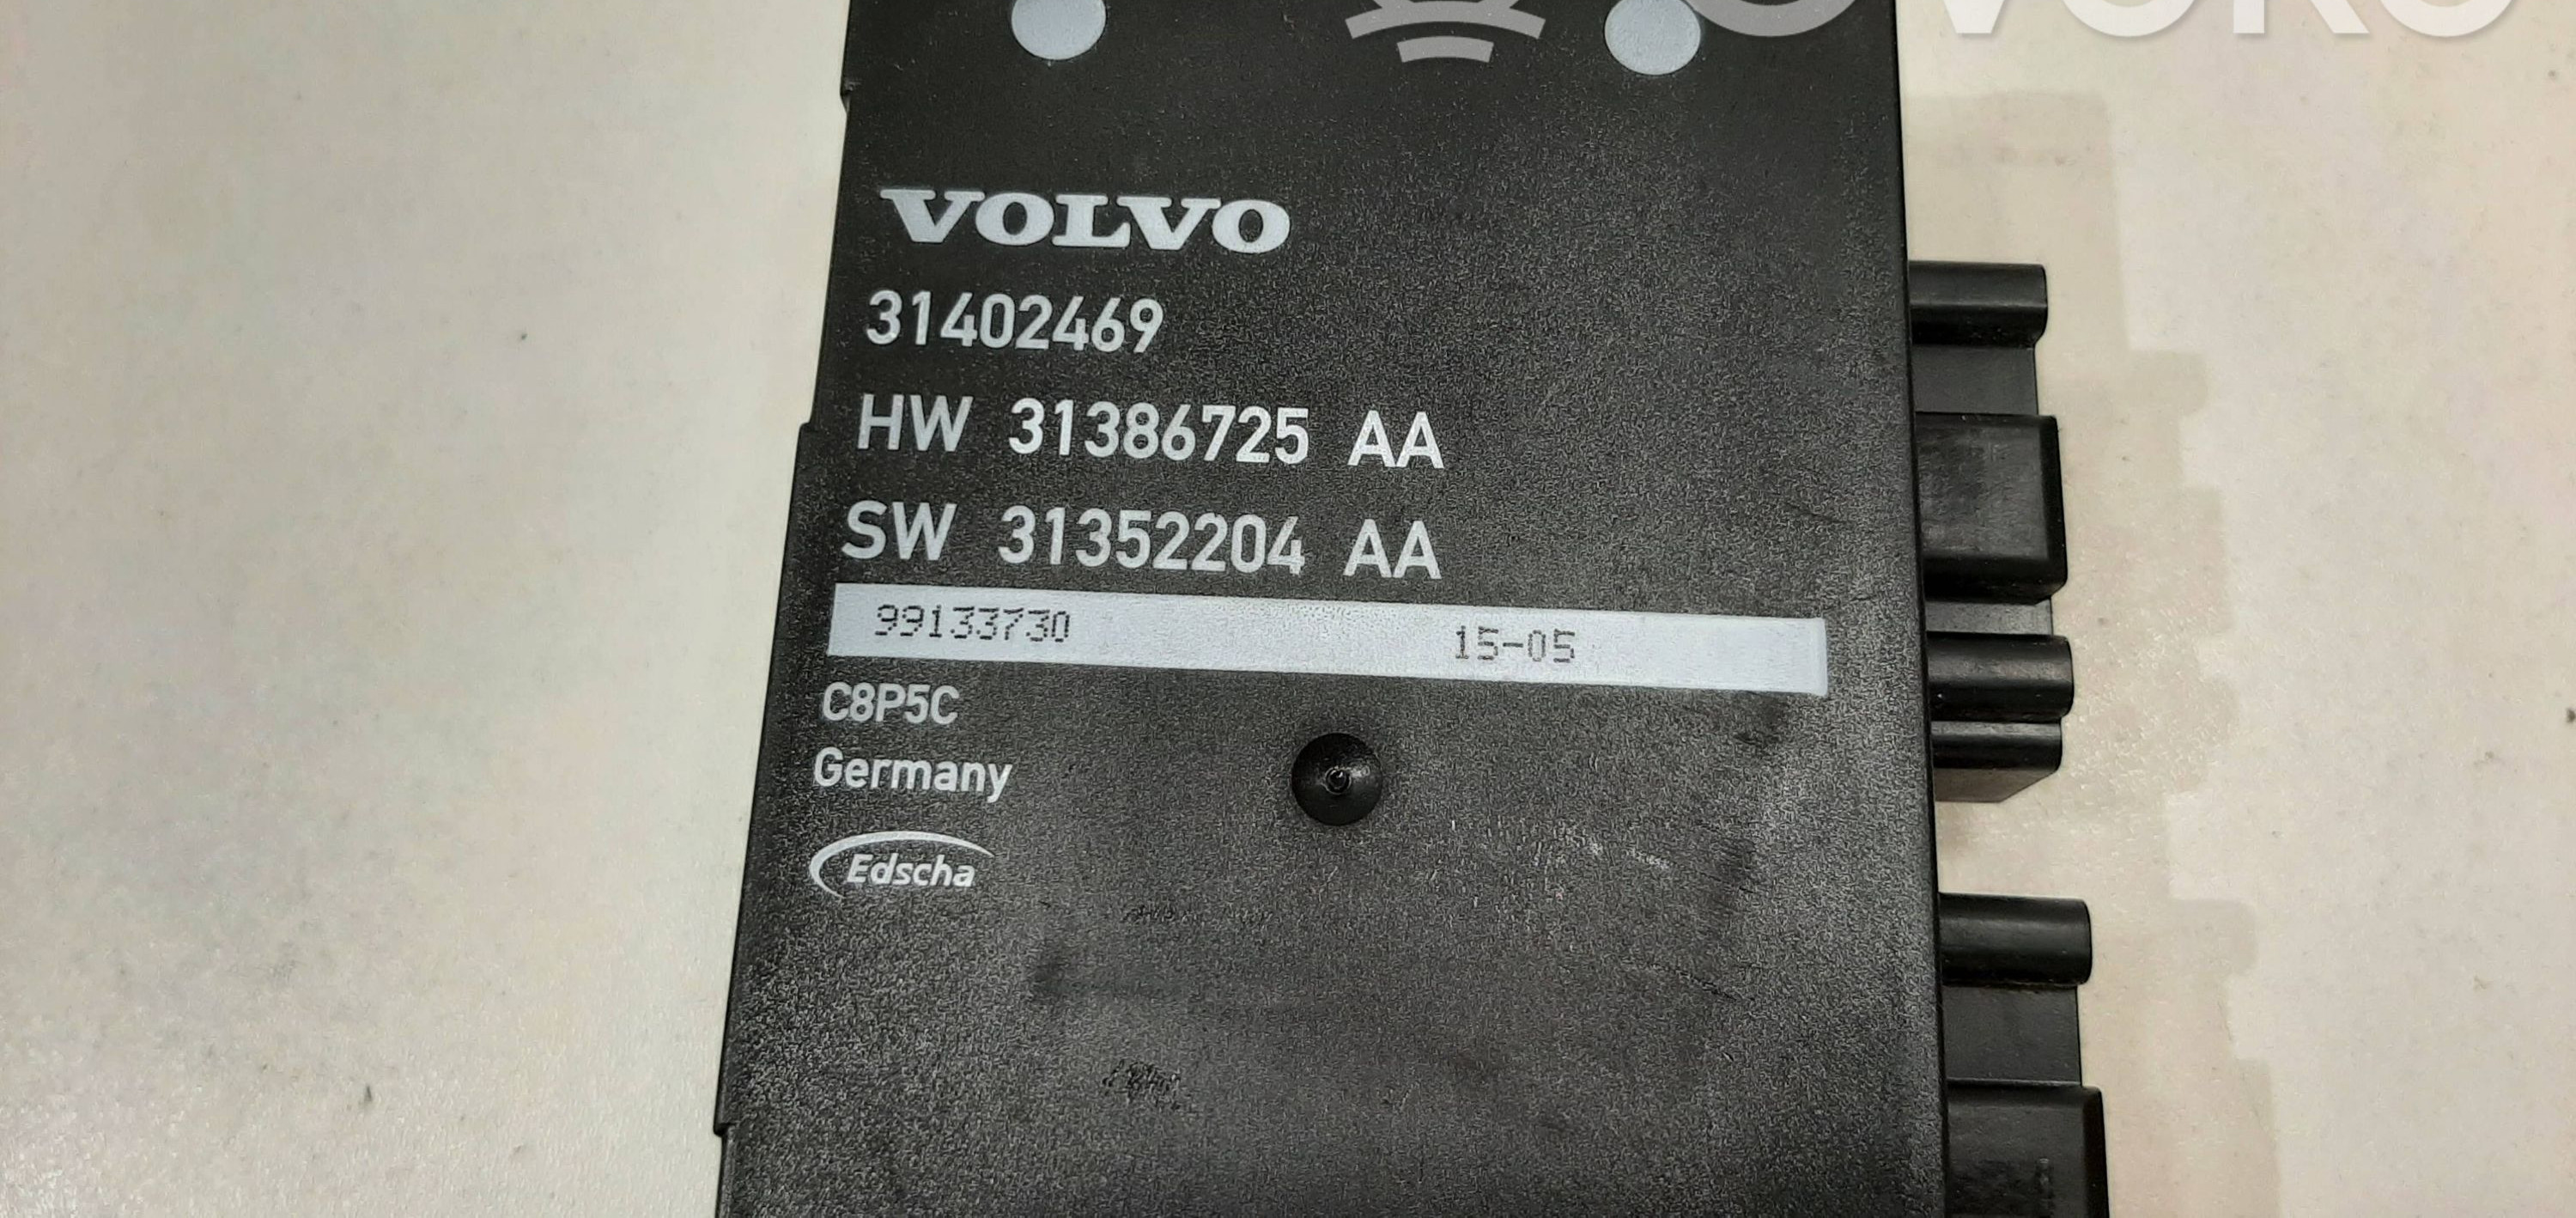 VOLVO
31402469
HW 31386725 AA
SW 31352204 AA
99133730 15-05
C8P5C
Germany
Edscha